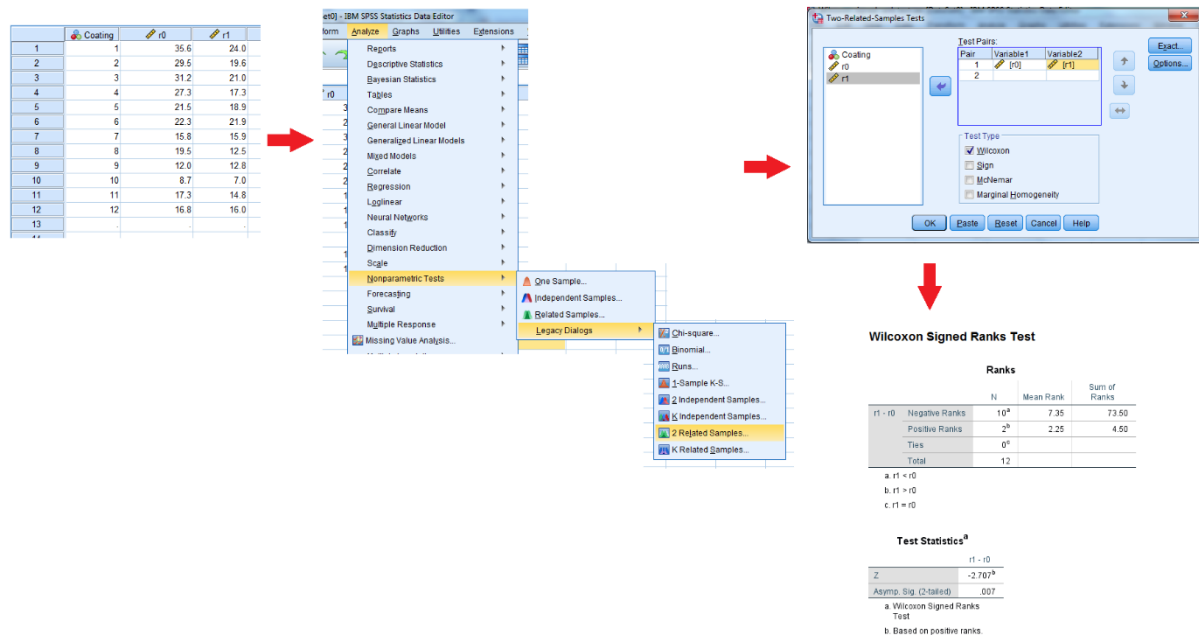 Coating r0 r1
1 1 35.6 24.0
2 2 29.5 19.6
3 3 31.2 21.0
4 4 27.3 17.3
5 5 21.5 18.9
6 6 22.3 21.9
7 7 15.8 15.9
8 8 19.5 12.5
9 9 12.0 12.8
10 10 8.7 7.0
11 11 17.3 14.8
12 12 16.8 16.0
13 . . .
et0] - IBM SPSS Statistics Data Editor
form Analyze Graphs Utilities Extensions
r0
Reports
Descriptive Statistics
Bayesian Statistics
Tables
Compare Means
General Linear Model
Generalized Linear Models
Mixed Models
Correlate
Regression
Loglinear
Neural Networks
Classify
Dimension Reduction
Scale
Nonparametric Tests
Forecasting
Survival
Multiple Response
Missing Value Analysis...
One Sample...
Independent Samples...
Related Samples...
Legacy Dialogs
Chi-square...
Binomial...
Runs...
1-Sample K-S...
2 Independent Samples...
K Independent Samples...
2 Related Samples...
K Related Samples...
Two-Related-Samples Tests
Coating
r0
r1
Test Pairs:
Pair Variable1 Variable2
1 [r0] [r1]
2
Exact...
Options...
Test Type
Wilcoxon
Sign
McNemar
Marginal Homogeneity
OK Paste Reset Cancel Help
Wilcoxon Signed Ranks Test
Ranks
N Mean Rank Sum of Ranks
r1 - r0 Negative Ranks 10a 7.35 73.50
Positive Ranks 2b 2.25 4.50
Ties 0c
Total 12
a. r1 < r0
b. r1 > r0
c. r1 = r0
Test Statisticsa
r1 - r0
Z -2.707b
Asymp. Sig. (2-tailed) .007
a. Wilcoxon Signed Ranks
Test
b. Based on positive ranks.